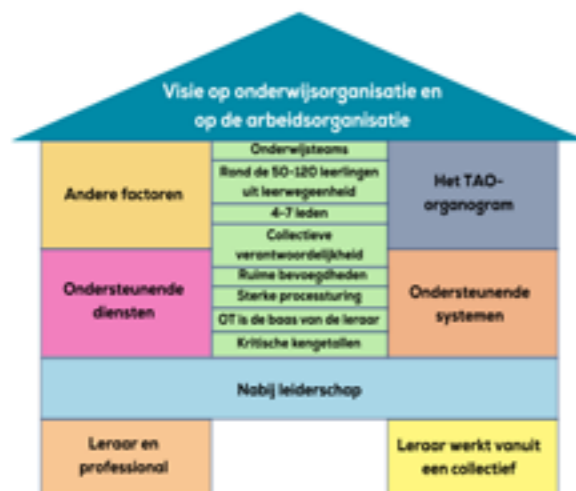 Visie op onderwijsorganisatie en
op de arbeidsorganisatie
Andere factoren
Onderwijsteams
Rond de 50-120 leerlingen
uit leerwegeenheid
4-7 leden
Collectieve
verantwoordelijkheid
Ruime bevoegdheden
Sterke processturing
OT is de baas van de leraar
Kritische kengetallen
Het TAO-
organogram
Ondersteunende
diensten
Ondersteunende
systemen
Nabij leiderschap
Leraar en
professional
Leraar werkt vanuit
een collectief